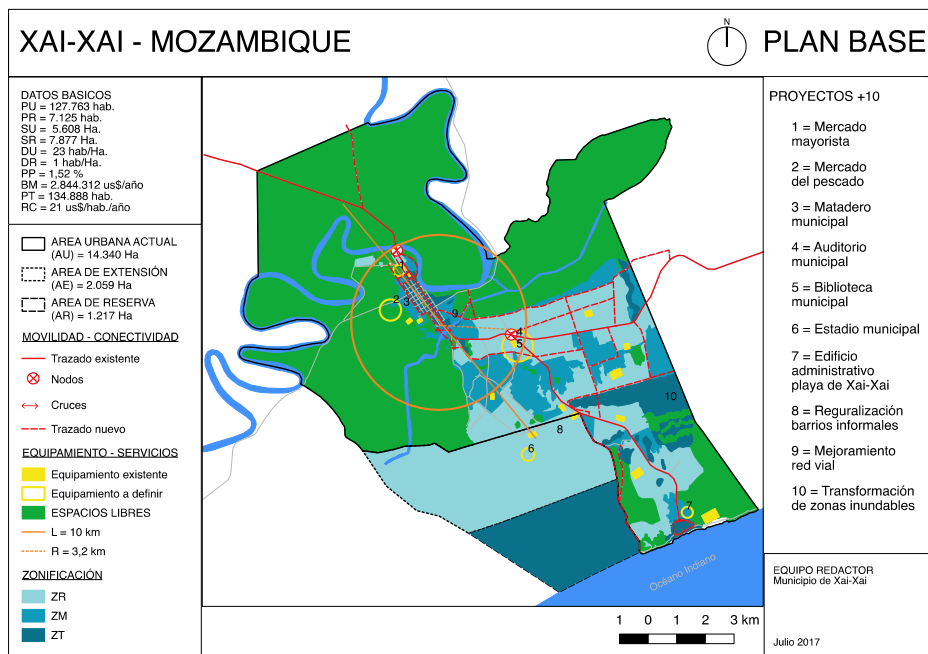 XAI-XAI - MOZAMBIQUE
N
PLAN BASE
DATOS BASICOS
PU = 127.763 hab.
PR = 7.125 hab.
SU = 5.608 Ha.
SR = 7.877 Ha.
DU = 23 hab/Ha.
DR = 1 hab/Ha.
PP = 1,52 %
BM = 2.844.312 us$/año
PT = 134.888 hab.
RC = 21 us$/hab./año
AREA URBANA ACTUAL
(AU) = 14.340 Ha
AREA DE EXTENSIÓN
(AE) = 2.059 Ha
AREA DE RESERVA
(AR) = 1.217 Ha
MOVILIDAD - CONECTIVIDAD
Trazado existente
Nodos
Cruces
Trazado nuevo
EQUIPAMIENTO - SERVICIOS
Equipamiento existente
Equipamiento a definir
ESPACIOS LIBRES
L = 10 km
R = 3,2 km
ZONIFICACIÓN
ZR
ZM
ZT
1
2
3
9
4
5
10
8
6
7
Océano Indiano
1 0 1 2 3 km
PROYECTOS +10
1 = Mercado
mayorista
2 = Mercado
del pescado
3 = Matadero
municipal
4 = Auditorio
municipal
5 = Biblioteca
municipal
6 = Estadio municipal
7 = Edificio
administrativo
playa de Xai-Xai
8 = Reguralización
barrios informales
9 = Mejoramiento
red vial
10 = Transformación
de zonas inundables
EQUIPO REDACTOR
Municipio de Xai-Xai
Julio 2017